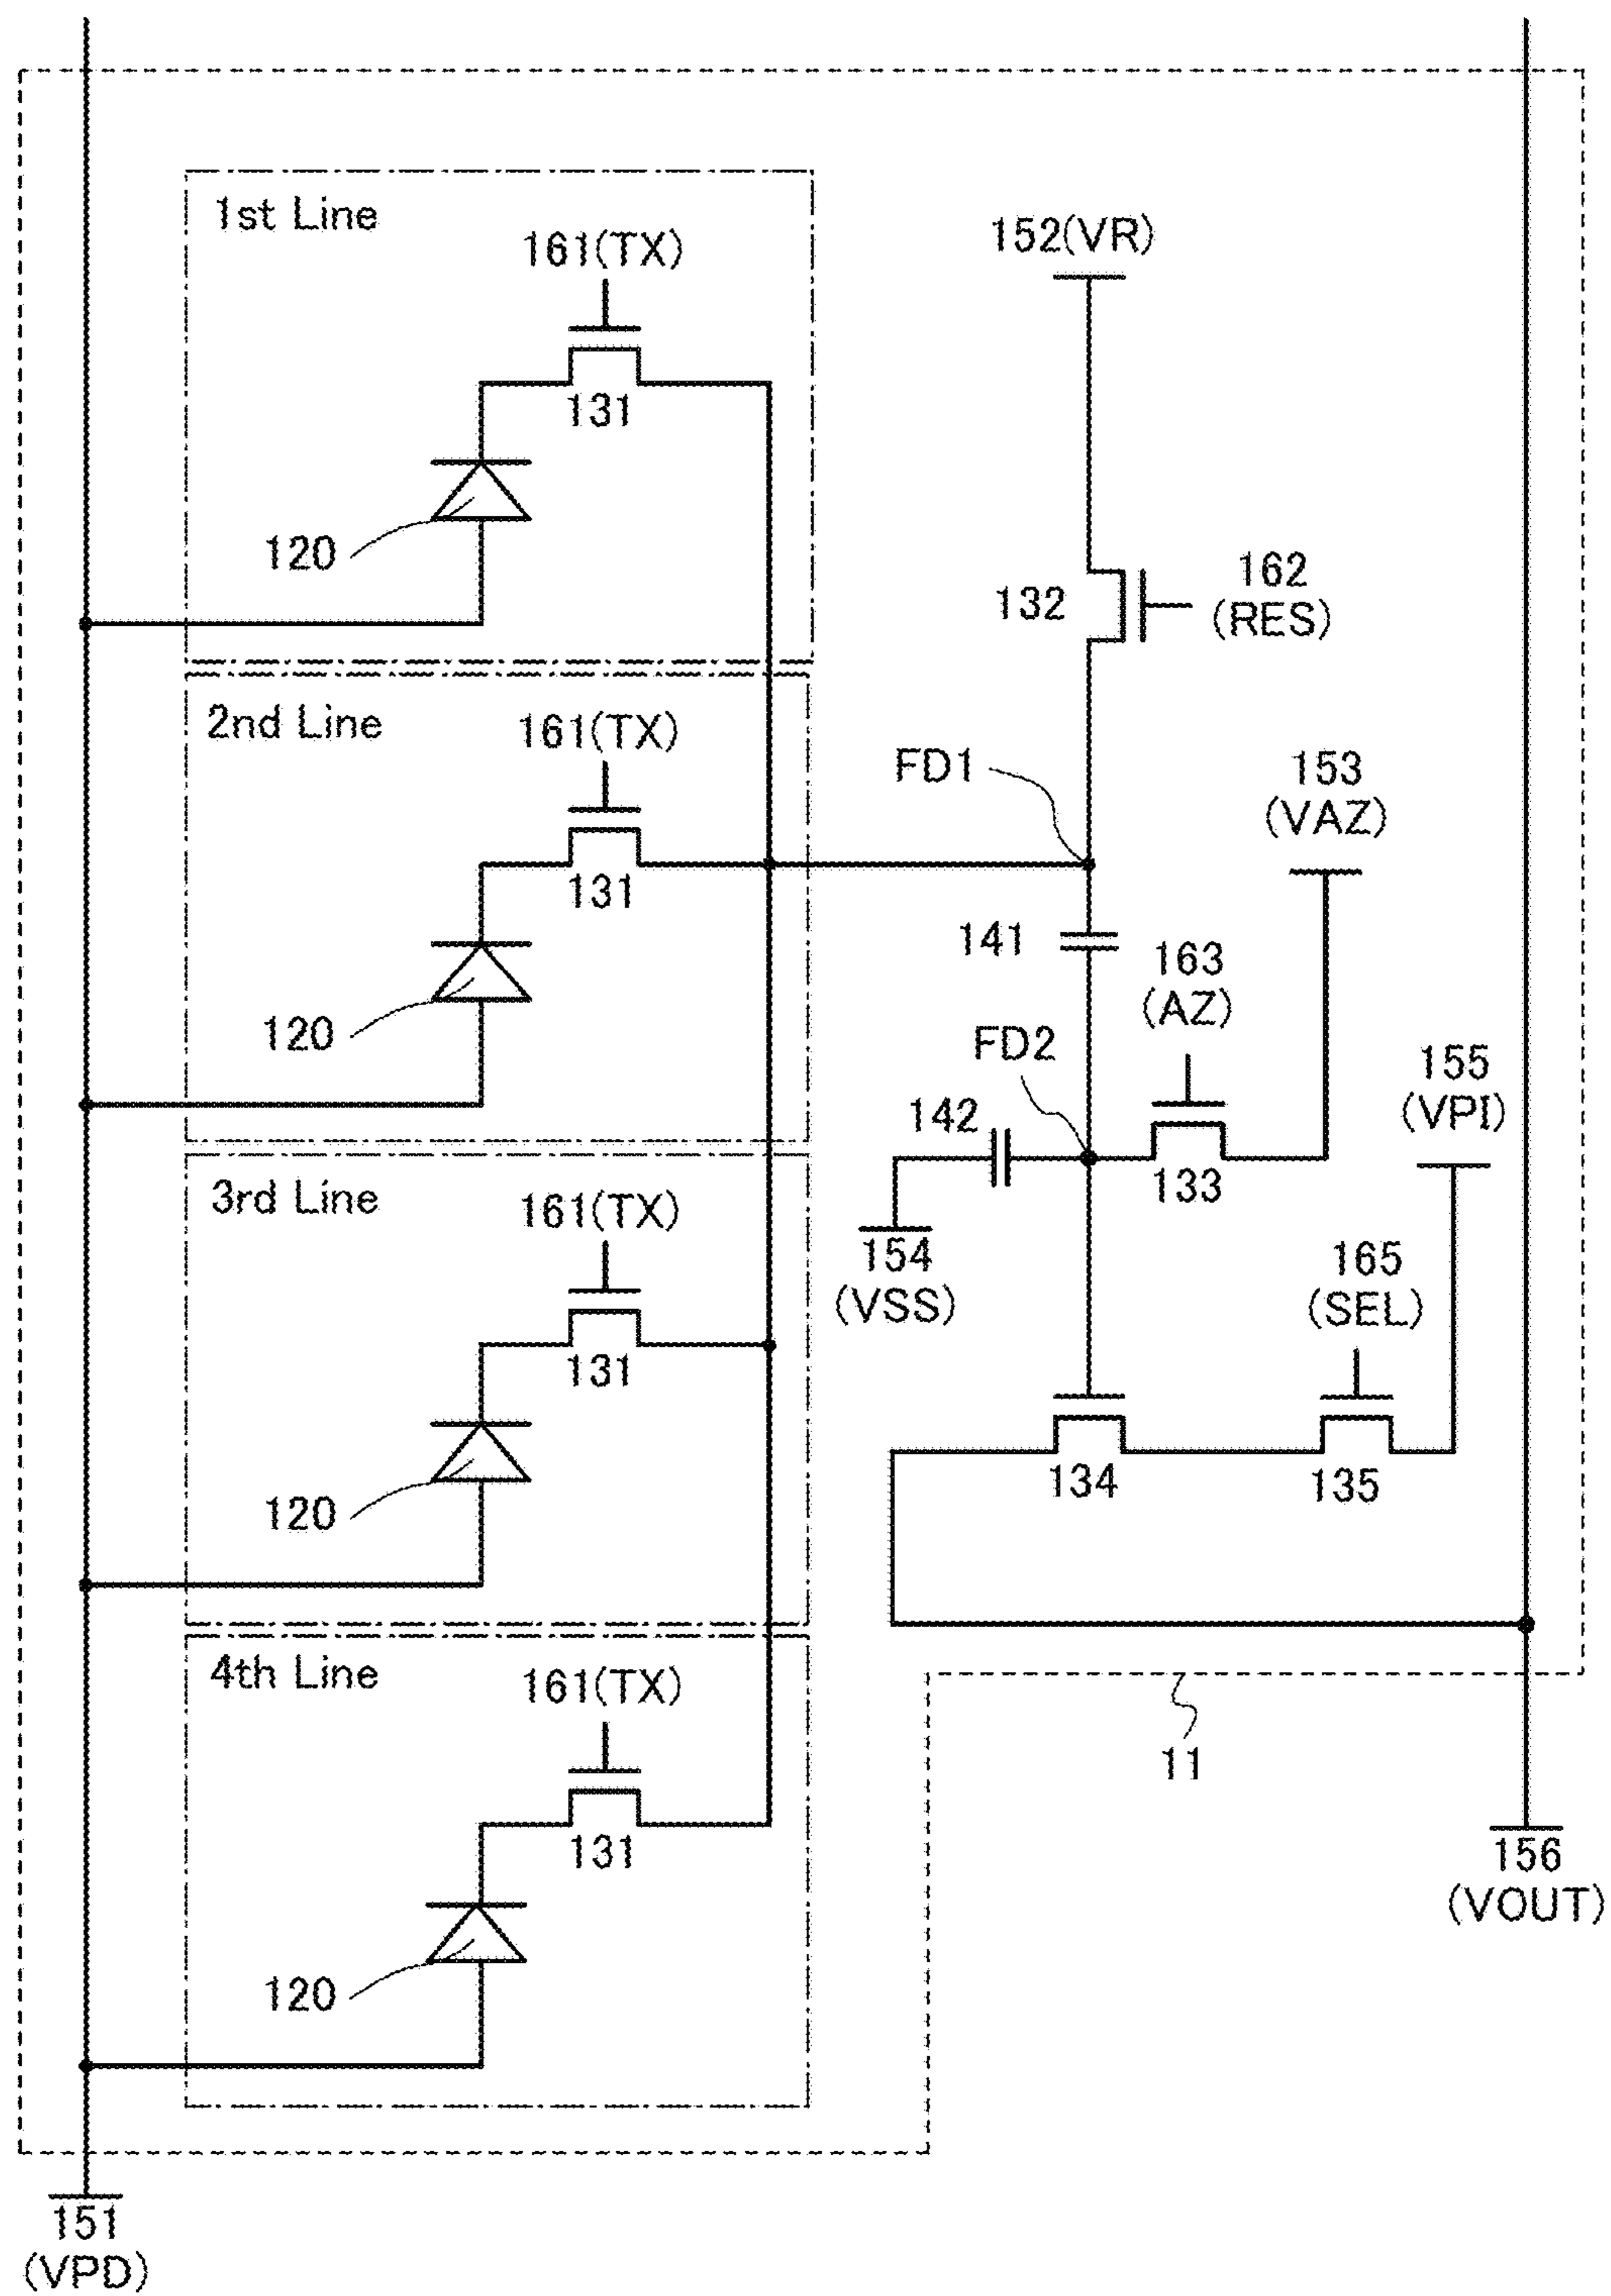 1st Line
161(TX)
131
120
2nd Line
161(TX)
131
120
3rd Line
161(TX)
131
120
4th Line
161(TX)
131
120
151
(VPD)
152(VR)
132
162
(RES)
FD1
153
(VAZ)
141
163
(AZ)
FD2
155
(VPI)
142
133
154
(VSS)
165
(SEL)
134
135
11
156
(VOUT)